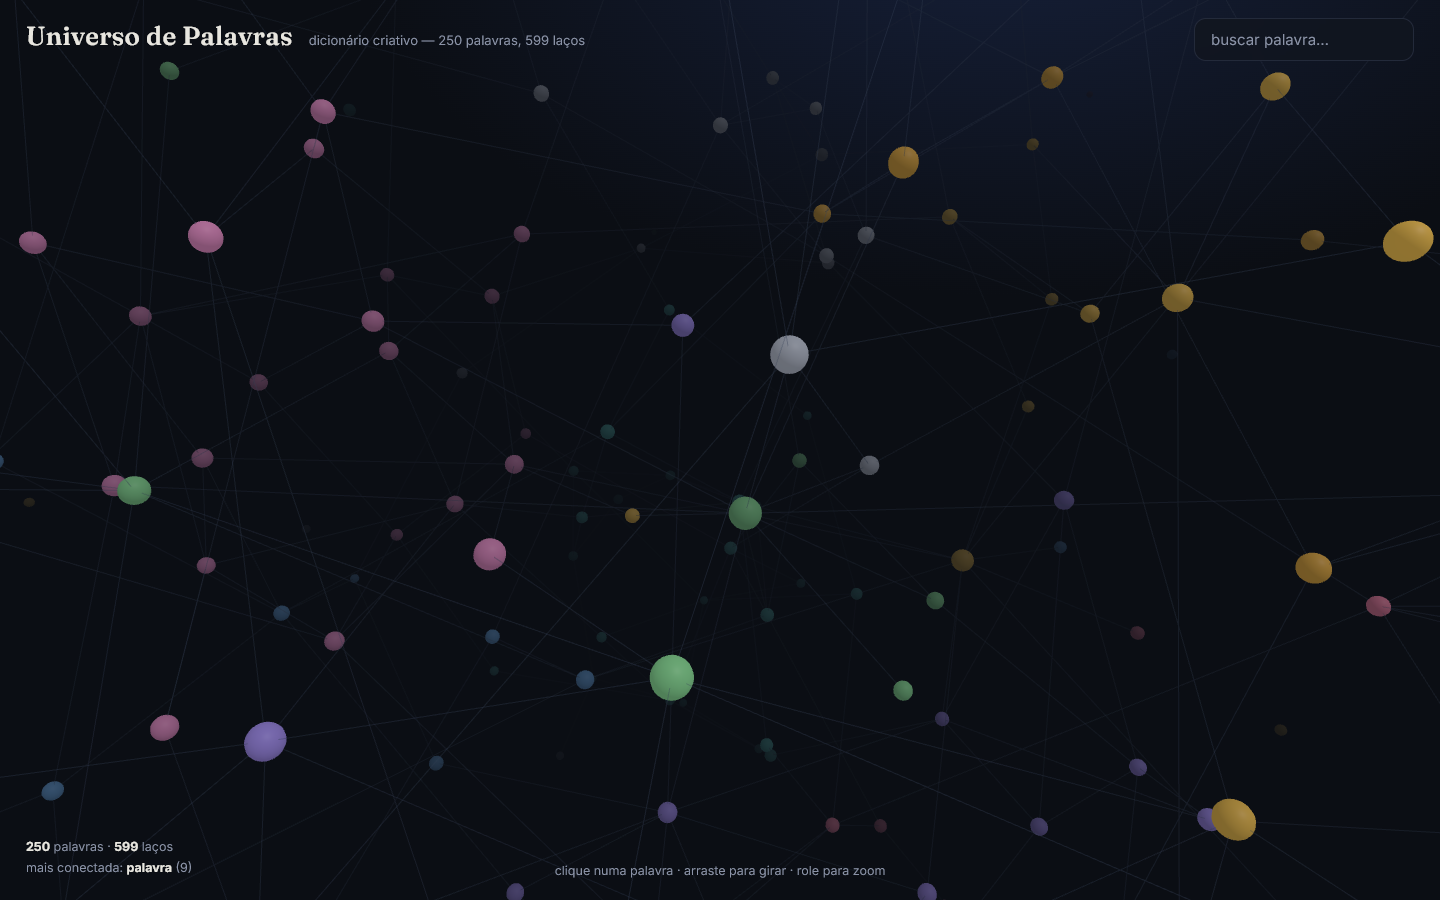 Universo de Palavras
dicionário criativo — 250 palavras, 599 laços
buscar palavra...
250 palavras · 599 laços
mais conectada: palavra (9)
clique numa palavra · arraste para girar · role para zoom